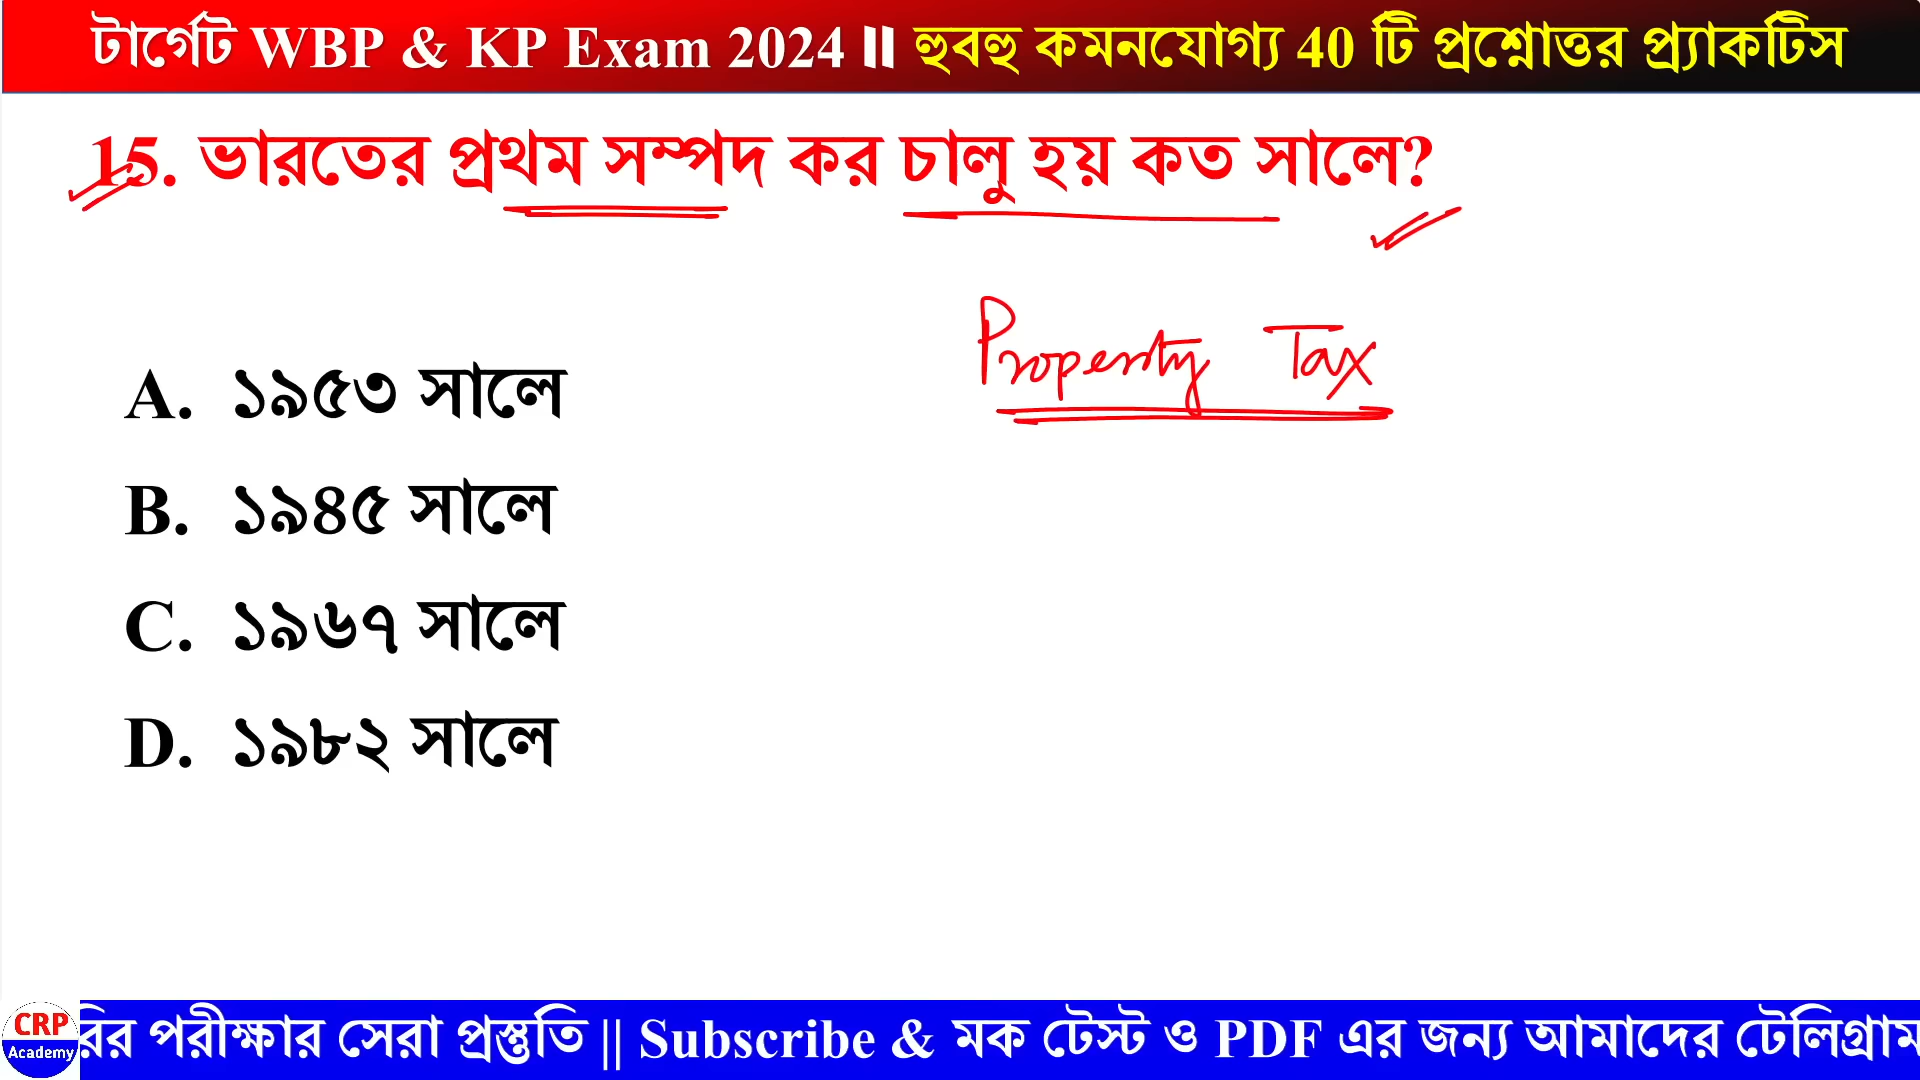 টার্গেট WBP & KP Exam 2024 ॥ হুবহু কমনযোগ্য 40 টি প্রশ্নোত্তর প্র্যাকটিস
15. ভারতের প্রথম সম্পদ কর চালু হয় কত সালে?
Property Tax
A. ১৯৫৩ সালে
B. ১৯৪৫ সালে
C. ১৯৬৭ সালে
D. ১৯৮২ সালে
CRP Academy
রির পরীক্ষার সেরা প্রস্তুতি || Subscribe & মক টেস্ট ও PDF এর জন্য আমাদের টেলিগ্রাম